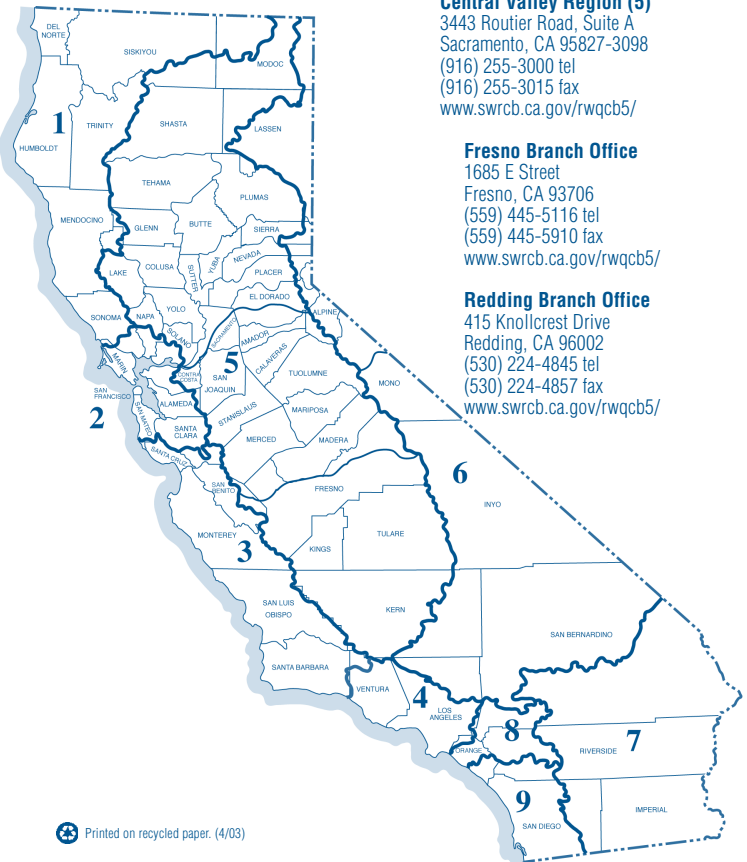 Central Valley Region (5)
3443 Routier Road, Suite A
Sacramento, CA 95827-3098
(916) 255-3000 tel
(916) 255-3015 fax
www.swrcb.ca.gov/rwqcb5/
Fresno Branch Office
1685 E Street
Fresno, CA 93706
(559) 445-5116 tel
(559) 445-5910 fax
www.swrcb.ca.gov/rwqcb5/
Redding Branch Office
415 Knollcrest Drive
Redding, CA 96002
(530) 224-4845 tel
(530) 224-4857 fax
www.swrcb.ca.gov/rwqcb5/
DEL
NORTE
SISKIYOU
MODOC
1
TRINITY
SHASTA
LASSEN
HUMBOLDT
TEHAMA
PLUMAS
MENDOCINO
GLENN
BUTTE
SIERRA
LAKE
COLUSA
SUTTER
YUBA
NEVADA
PLACER
EL DORADO
SONOMA
NAPA
YOLO
SOLANO
SACRAMENTO
AMADOR
ALPINE
MARIN
CONTRA
COSTA
5
SAN
JOAQUIN
CALAVERAS
TUOLUMNE
MONO
SAN
FRANCISCO
2
ALAMEDA
SAN MATEO
SANTA
CLARA
STANISLAUS
MARIPOSA
MERCED
MADERA
SANTA CRUZ
SAN
BENITO
FRESNO
6
INYO
MONTEREY
3
KINGS
TULARE
SAN LUIS
OBISPO
KERN
SAN BERNARDINO
SANTA BARBARA
VENTURA
4
LOS
ANGELES
8
ORANGE
RIVERSIDE
7
9
SAN DIEGO
IMPERIAL
Printed on recycled paper. (4/03)